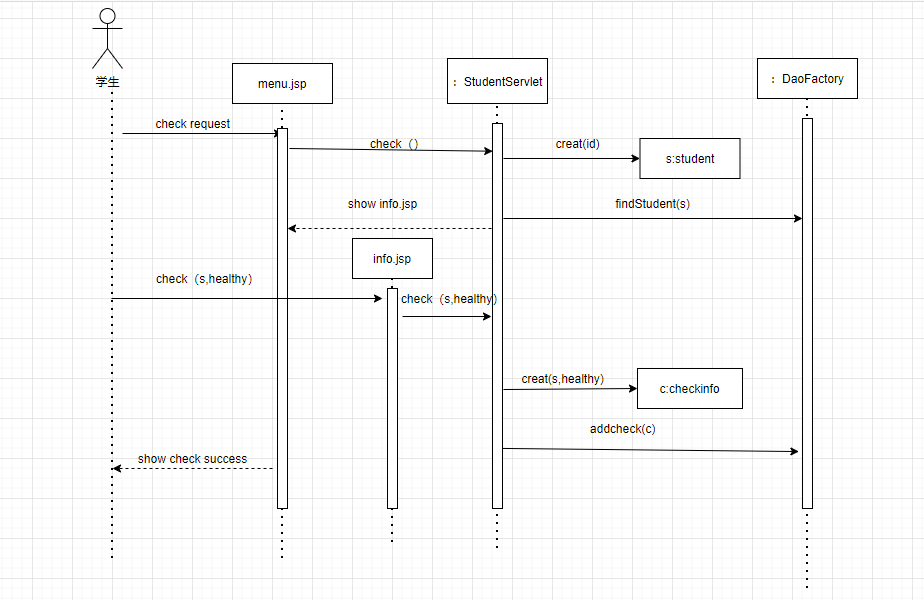 学生
menu.jsp
： StudentServlet
： DaoFactory
check request
check（）
creat(id)
s:student
show info.jsp
findStudent(s)
info.jsp
check（s,healthy）
check（s,healthy）
creat(s,healthy)
c:checkinfo
addcheck(c)
show check success